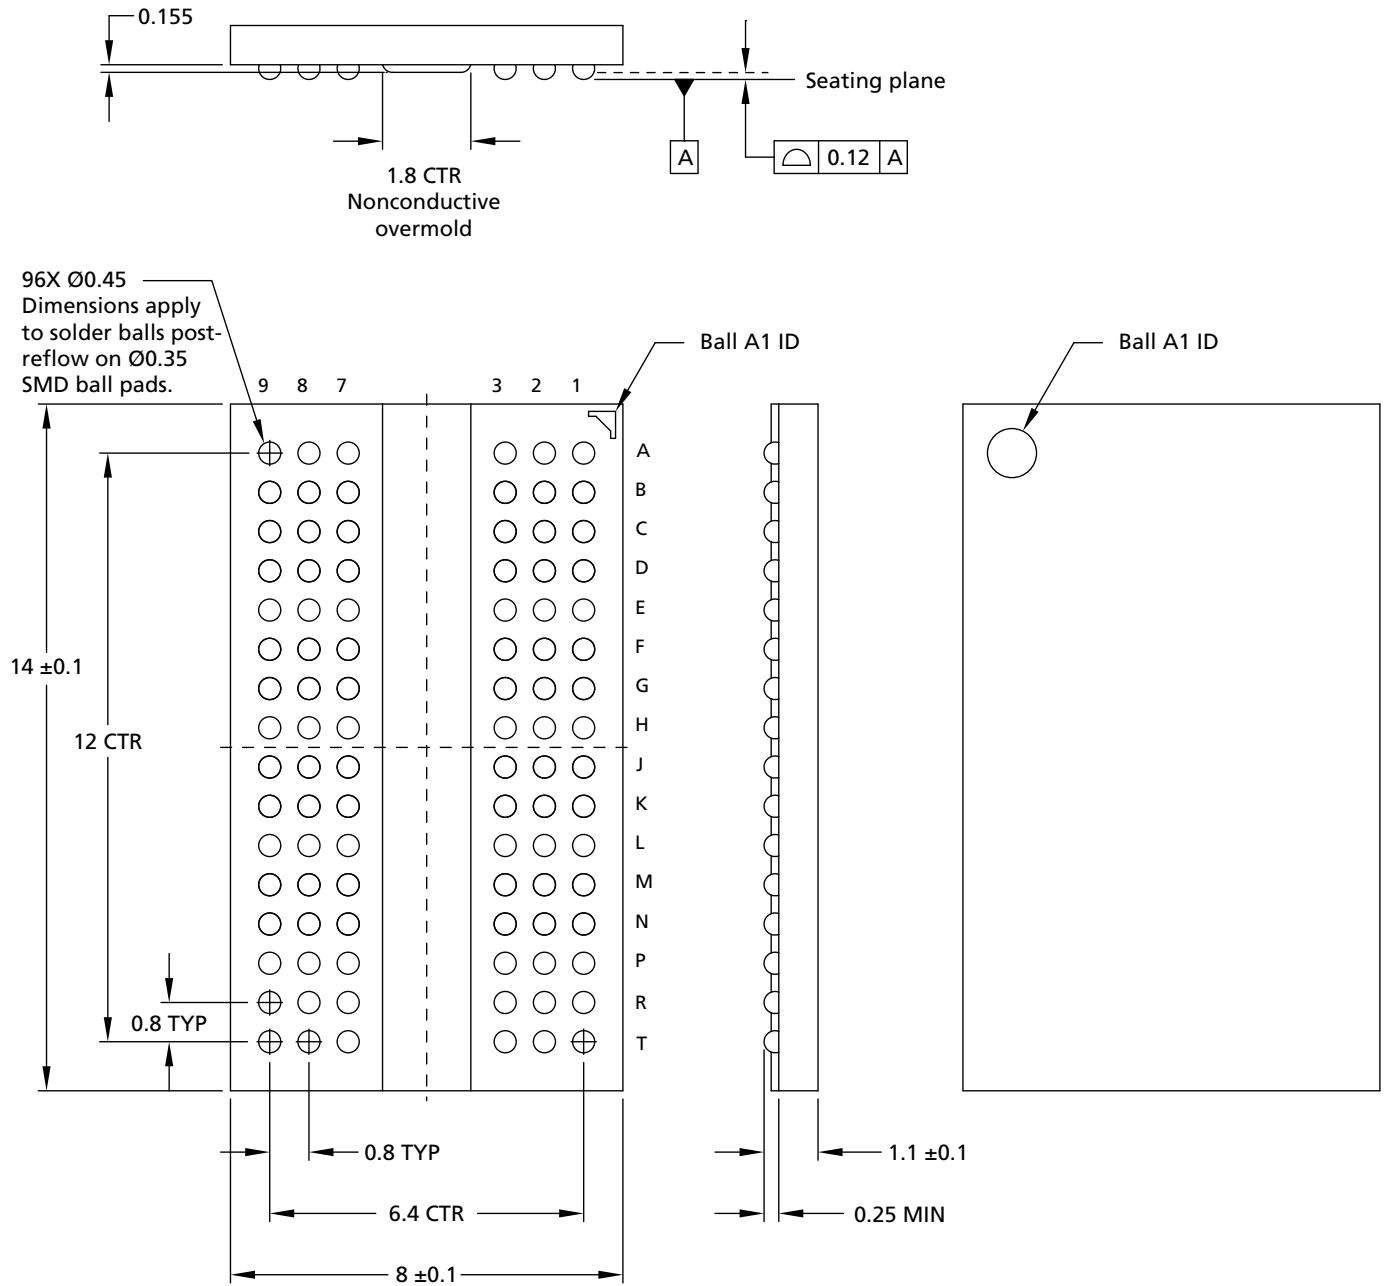 0.155
Seating plane
A
0.12 A
1.8 CTR
Nonconductive
overmold
96X Ø0.45
Dimensions apply
to solder balls post-
reflow on Ø0.35
SMD ball pads.
Ball A1 ID
Ball A1 ID
9 8 7 3 2 1
A
B
C
D
E
F
G
H
J
K
L
M
N
P
R
T
14 ±0.1
12 CTR
0.8 TYP
0.8 TYP
1.1 ±0.1
6.4 CTR
0.25 MIN
8 ±0.1